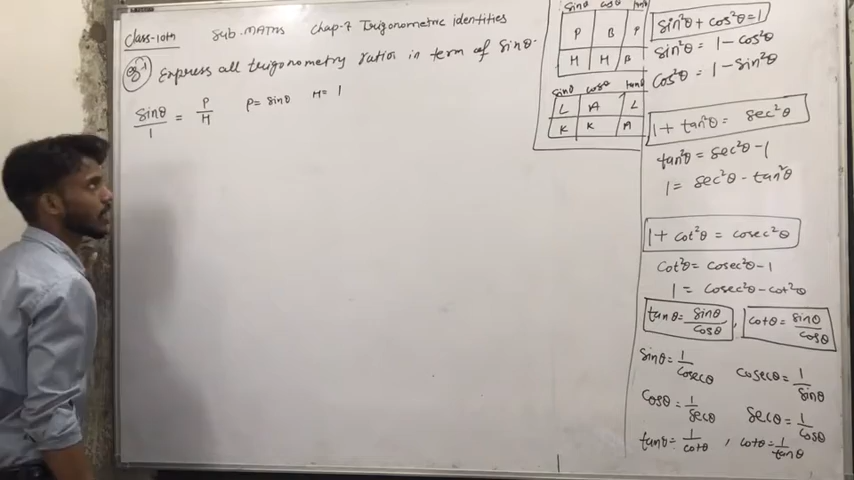 Class-10th Sub-MATHS Chap-7 Trigonometric identities
Q-1 Express all trigonometry ratio in term of sinθ.
sinθ/1 = P/H P= sinθ H= 1
sinθ cosθ tanθ
P B P
H H B
sinθ cosθ tanθ
L A L
K K A
sin²θ + cos²θ = 1
sin²θ = 1 - cos²θ
cos²θ = 1 - sin²θ
1 + tan²θ = sec²θ
tan²θ = sec²θ - 1
1 = sec²θ - tan²θ
1 + cot²θ = cosec²θ
cot²θ = cosec²θ - 1
1 = cosec²θ - cot²θ
tanθ = sinθ/cosθ , cotθ = sinθ/cosθ
sinθ = 1/cosecθ cosecθ = 1/sinθ
cosθ = 1/secθ secθ = 1/cosθ
tanθ = 1/cotθ , cotθ = 1/tanθ